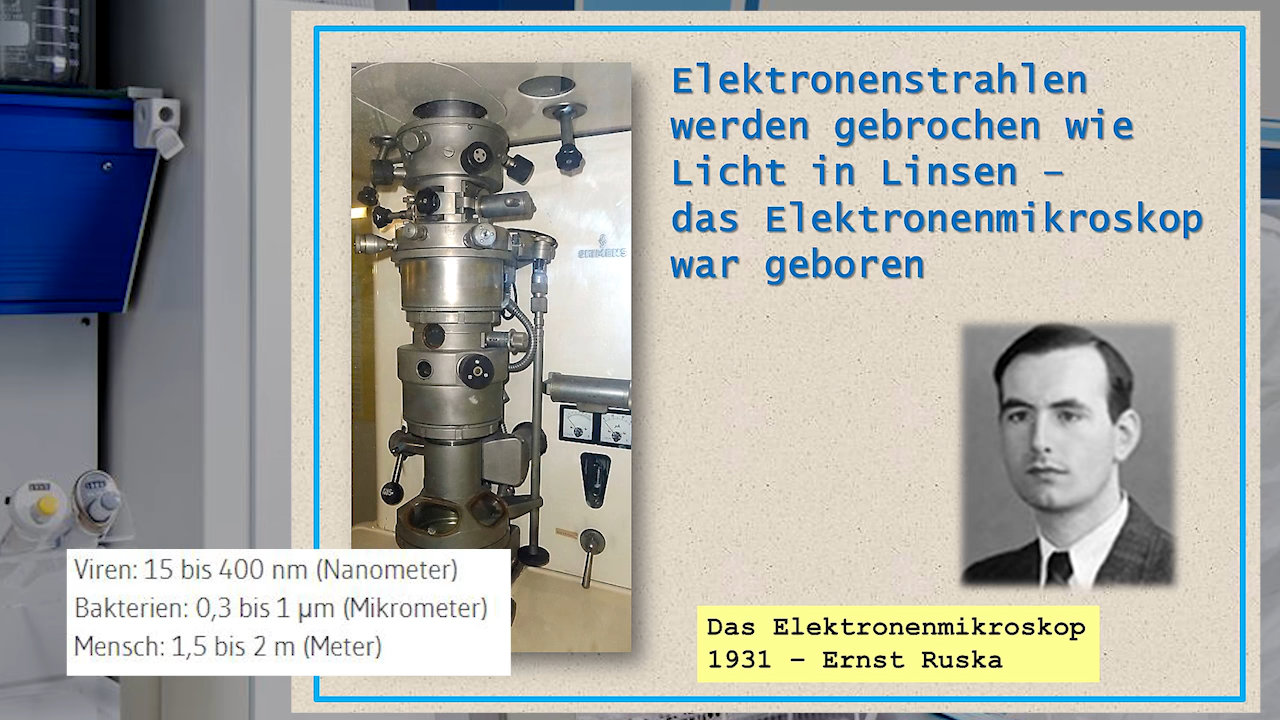 Elektronenstrahlen
werden gebrochen wie
Licht in Linsen –
das Elektronenmikroskop
war geboren
SIEMENS
Viren: 15 bis 400 nm (Nanometer)
Bakterien: 0,3 bis 1 µm (Mikrometer)
Mensch: 1,5 bis 2 m (Meter)
Das Elektronenmikroskop
1931 – Ernst Ruska